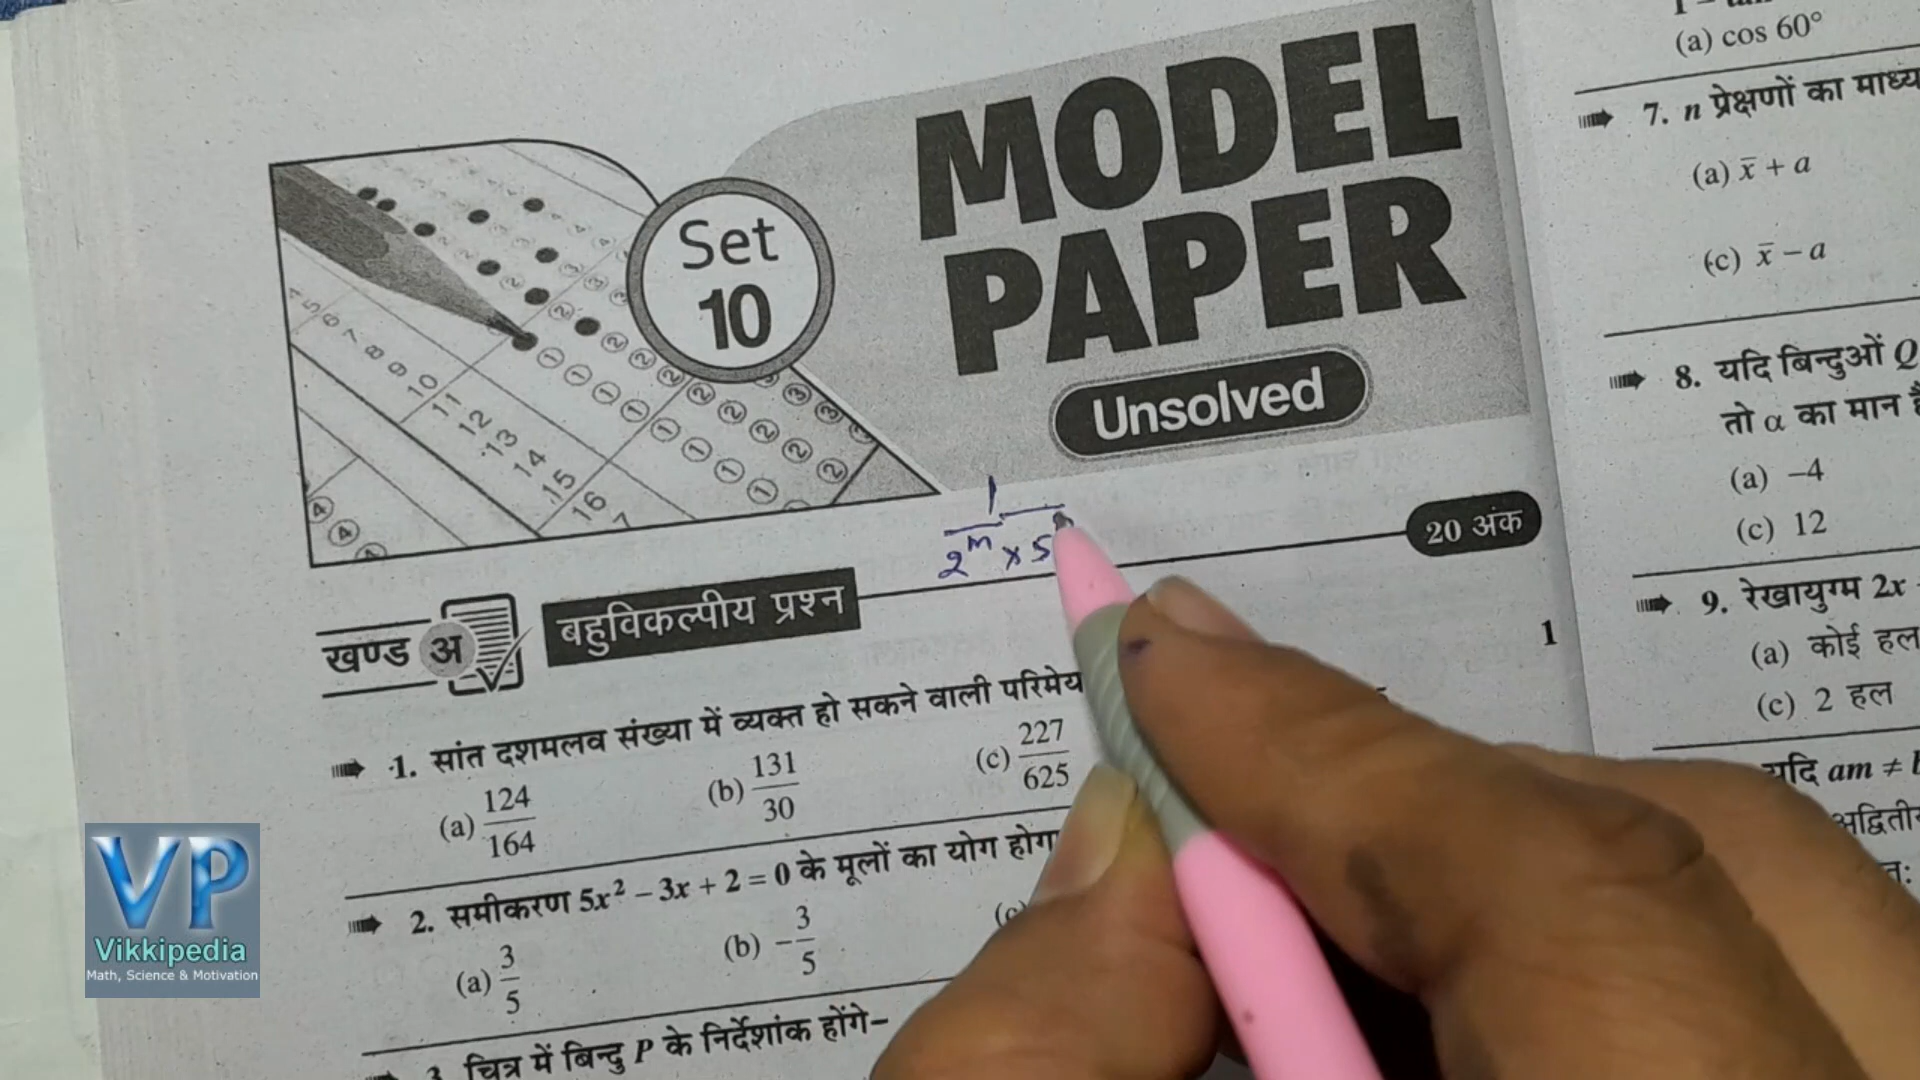 MODEL
PAPER
Unsolved
Set
10
1
2^m × 5
20 अंक
खण्ड अ
बहुविकल्पीय प्रश्न
1
1. सांत दशमलव संख्या में व्यक्त हो सकने वाली परिमेय
(a) 124/164 (b) 131/30 (c) 227/625
2. समीकरण 5x² – 3x + 2 = 0 के मूलों का योग होगा
(a) 3/5 (b) –3/5 (c)
3. चित्र में बिन्दु P के निर्देशांक होंगे–
(a) cos 60°
7. n प्रेक्षणों का
(a) x̄ + a
(c) x̄ – a
8. यदि बिन्दुओं Q
तो α का मान
(a) –4
(c) 12
9. रेखायुग्म 2x
(a) कोई हल
(c) 2 हल
यदि am ≠
VP
Vikkipedia
Math, Science & Motivation